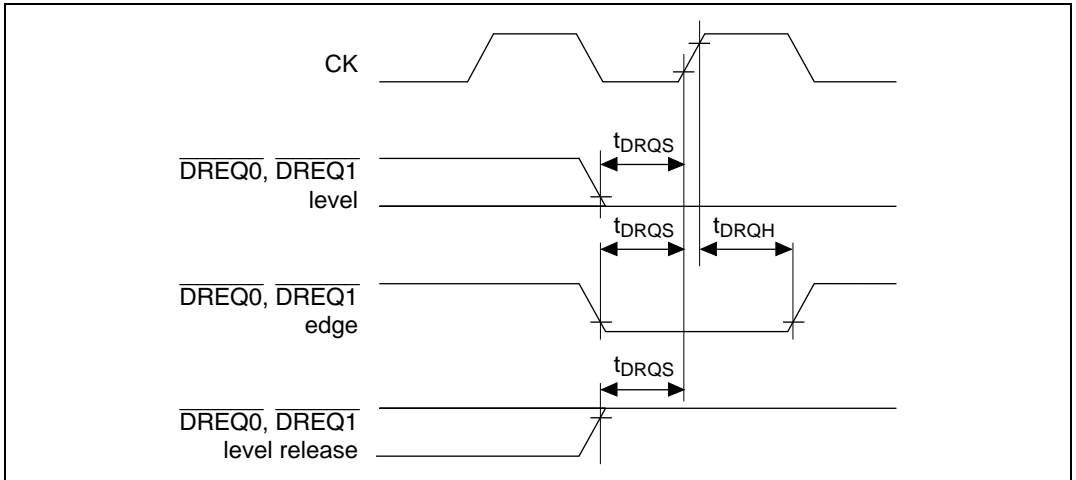 CK
tDRQS
DREQ0, DREQ1
level
tDRQS tDRQH
DREQ0, DREQ1
edge
tDRQS
DREQ0, DREQ1
level release